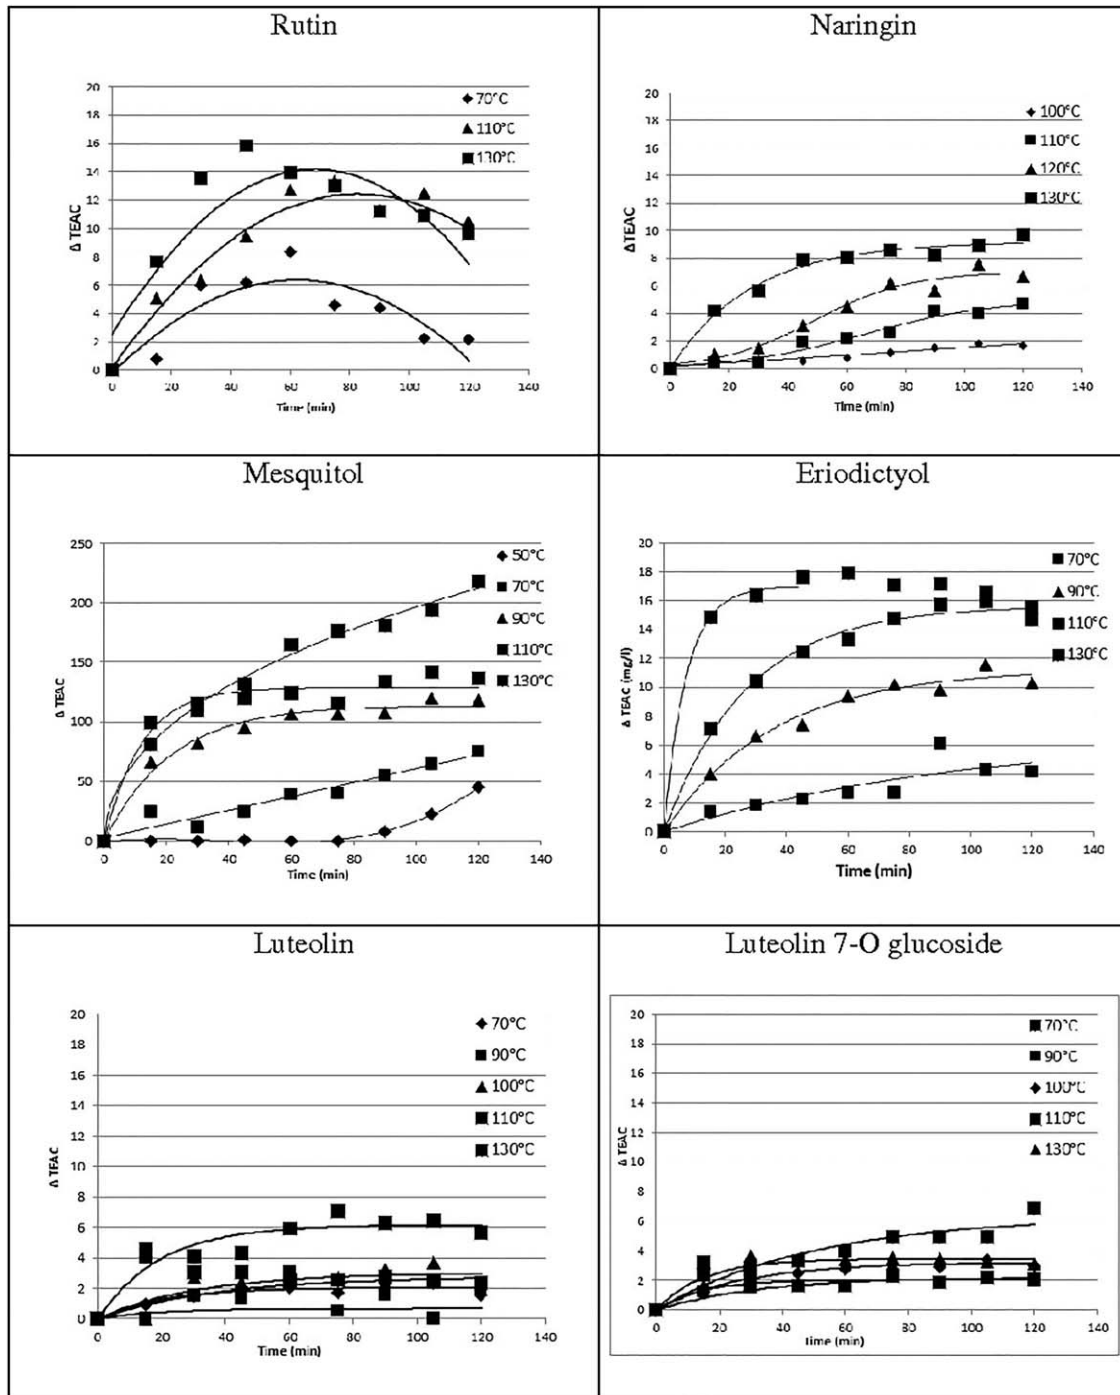 Rutin
20
18
16
14
12
10
8
6
4
2
0
Δ TEAC
70°C
110°C
130°C
0 20 40 60 80 100 120 140
Time (min)
Naringin
20
18
16
14
12
10
8
6
4
2
0
ΔTEAC
100°C
110°C
120°C
130°C
0 20 40 60 80 100 120 140
Time (min)
Mesquitol
250
200
150
100
50
0
Δ TEAC
50°C
70°C
90°C
110°C
130°C
0 20 40 60 80 100 120 140
Time (min)
Eriodictyol
20
18
16
14
12
10
8
6
4
2
0
Δ TEAC (mg/l)
70°C
90°C
110°C
130°C
0 20 40 60 80 100 120 140
Time (min)
Luteolin
20
18
16
14
12
10
8
6
4
2
0
Δ TEAC
70°C
90°C
100°C
110°C
130°C
0 20 40 60 80 100 120 140
Time (min)
Luteolin 7-O glucoside
20
18
16
14
12
10
8
6
4
2
0
Δ TEAC
70°C
90°C
100°C
110°C
130°C
0 20 40 60 80 100 120 140
Time (min)